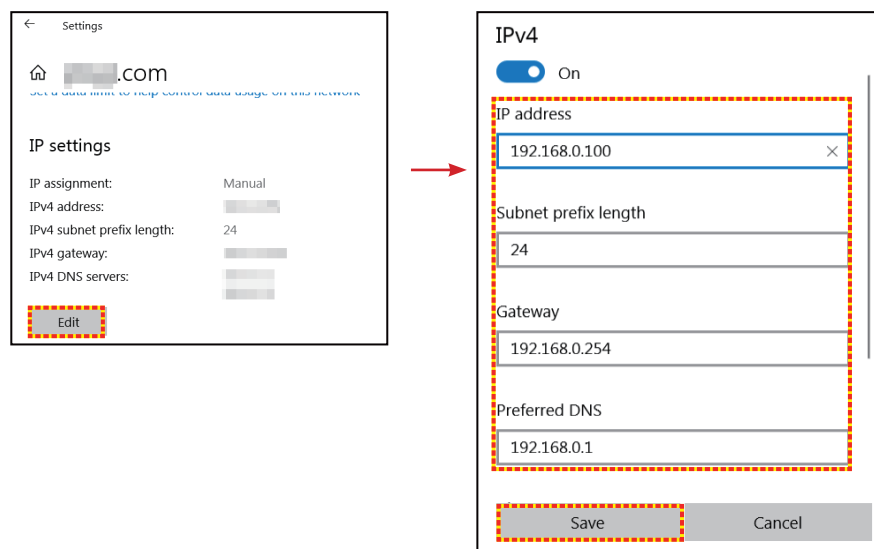 Settings
.com
Set a data limit to help control data usage on this network
IP settings
IP assignment: Manual
IPv4 address:
IPv4 subnet prefix length: 24
IPv4 gateway:
IPv4 DNS servers:
Edit
IPv4
On
IP address
192.168.0.100
Subnet prefix length
24
Gateway
192.168.0.254
Preferred DNS
192.168.0.1
Save Cancel